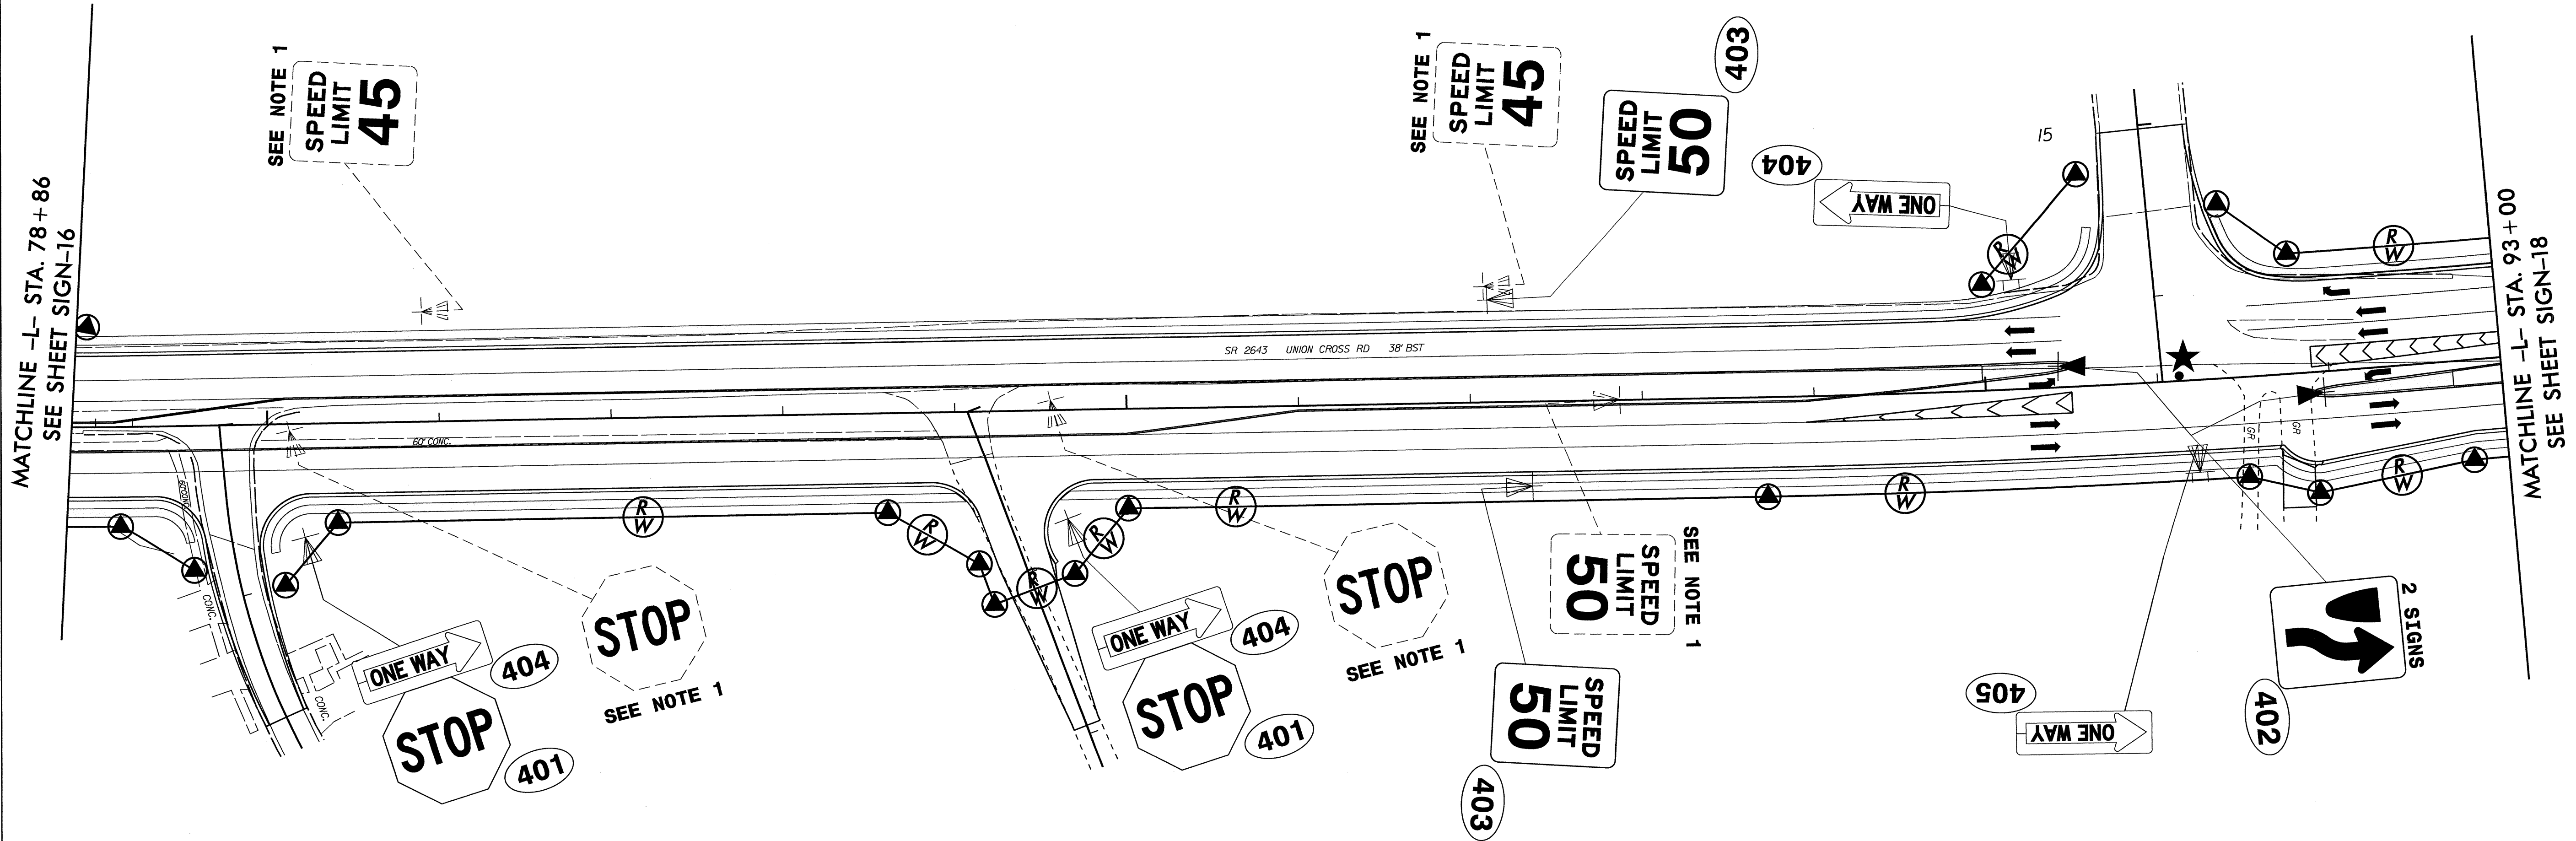 MATCHLINE -L- STA. 78+86
SEE SHEET SIGN-16
SEE NOTE 1
SPEED
LIMIT
45
SEE NOTE 1
SPEED
LIMIT
45
SPEED
LIMIT
50
403
404
ONE WAY
15
R
W
R
W
MATCHLINE -L- STA. 93+00
SEE SHEET SIGN-18
SR 2643 UNION CROSS RD 38' BST
60' CONC.
GR
GR
R
W
R
W
R
W
R
W
R
W
R
W
R
W
CONC.
CONC.
ONE WAY
404
STOP
401
STOP
SEE NOTE 1
ONE WAY
404
STOP
401
STOP
SEE NOTE 1
SPEED
LIMIT
50
SEE NOTE 1
SPEED
LIMIT
50
403
405
ONE WAY
2 SIGNS
402